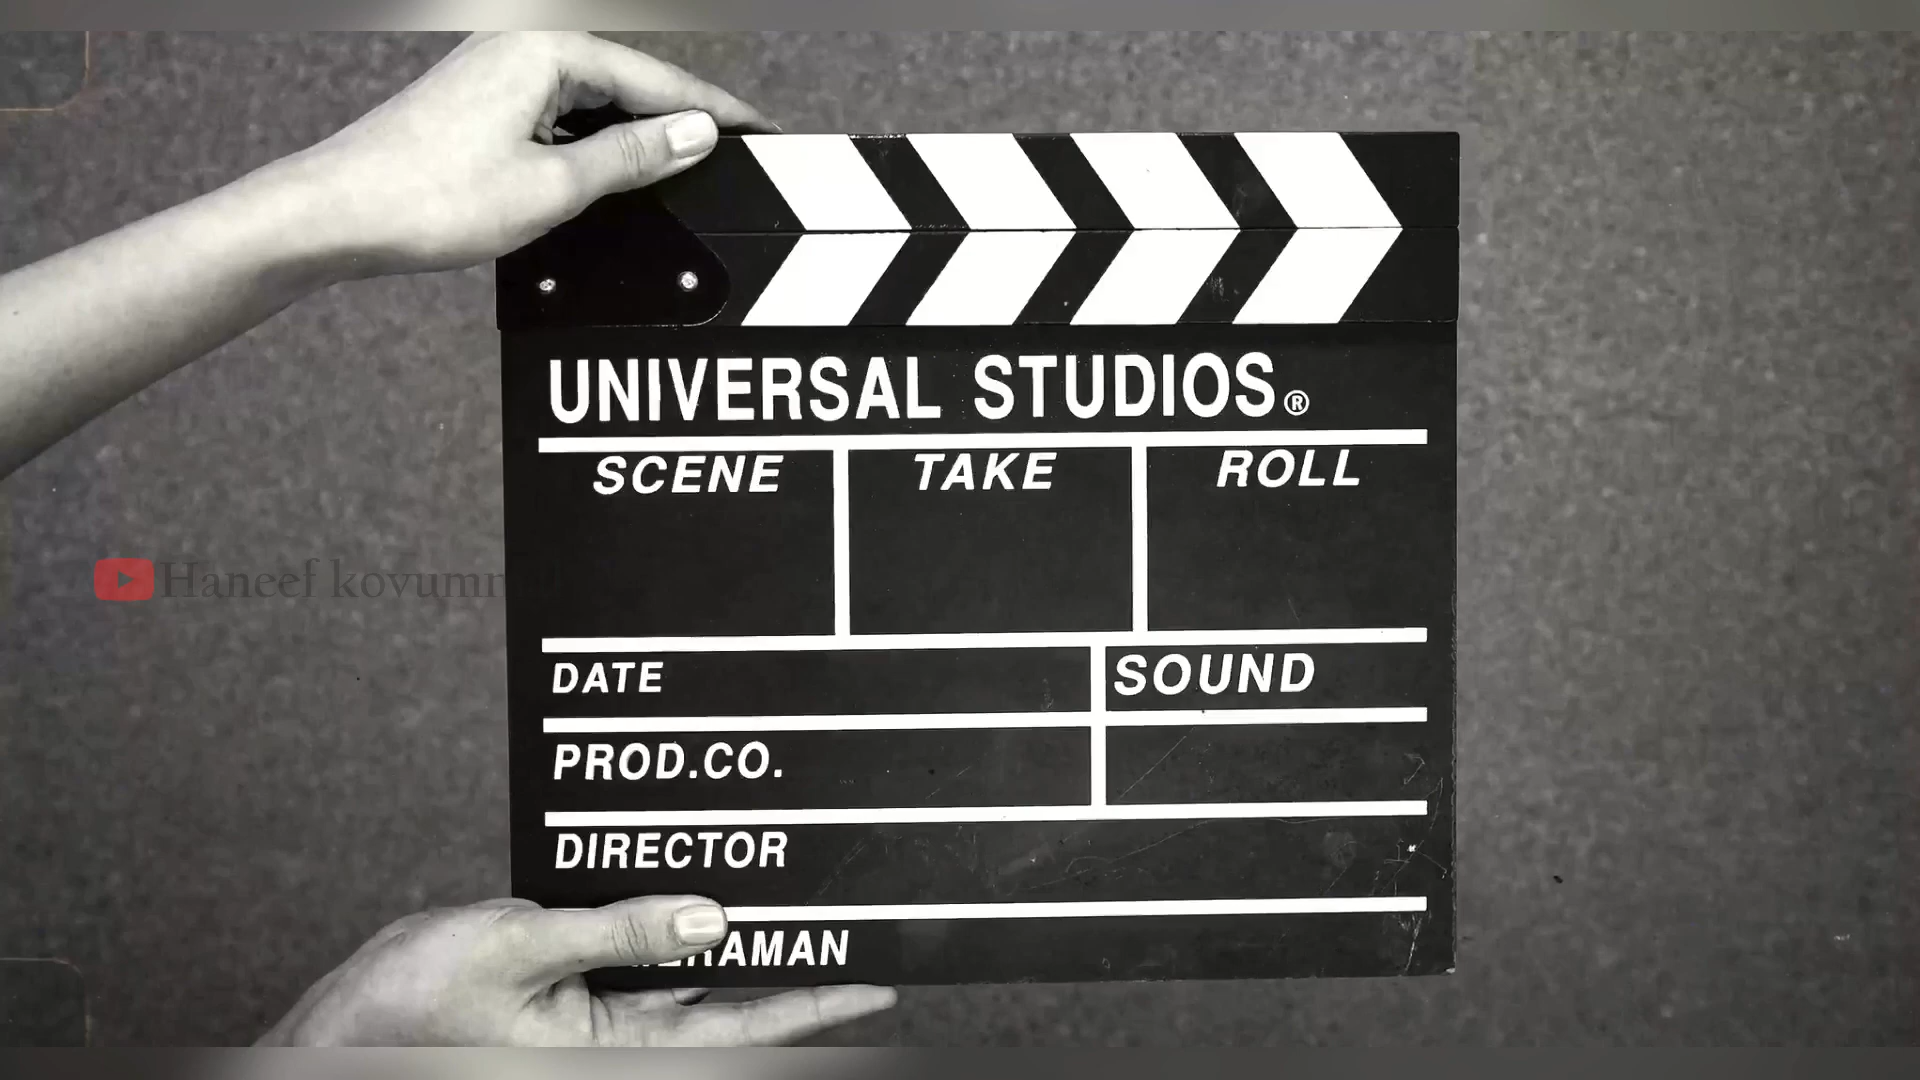 UNIVERSAL STUDIOS®
SCENE TAKE ROLL
Haneef
DATE SOUND
PROD.CO.
DIRECTOR